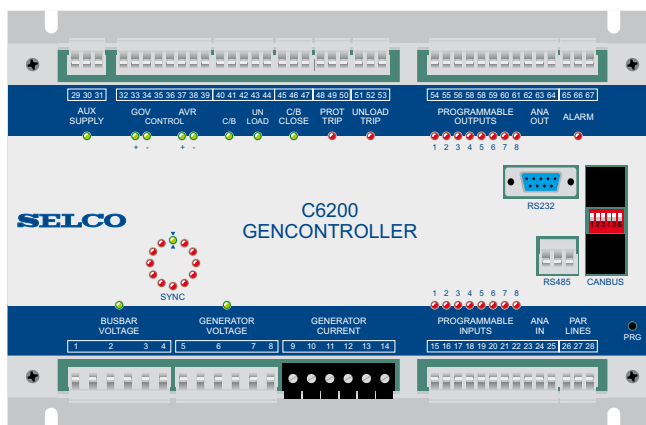 29 30 31 32 33 34 35 36 37 38 39 40 41 42 43 44 45 46 47 48 49 50 51 52 53 54 55 56 57 58 59 60 61 62 63 64 65 66 67
AUX SUPPLY
GOV AVR
CONTROL
C/B
UN LOAD
C/B CLOSE
PROT TRIP
UNLOAD TRIP
PROGRAMMABLE OUTPUTS
ANA OUT
ALARM
+ - + -
1 2 3 4 5 6 7 8
RS232
SELCO
C6200
GENCONTROLLER
1 2 3 4 5 6
SYNC
RS485
CANBUS
1 2 3 4 5 6 7 8
BUSBAR VOLTAGE
GENERATOR VOLTAGE
GENERATOR CURRENT
PROGRAMMABLE INPUTS
ANA IN
PAR LINES
PRG
1 2 3 4 5 6 7 8 9 10 11 12 13 14 15 16 17 18 19 20 21 22 23 24 25 26 27 28